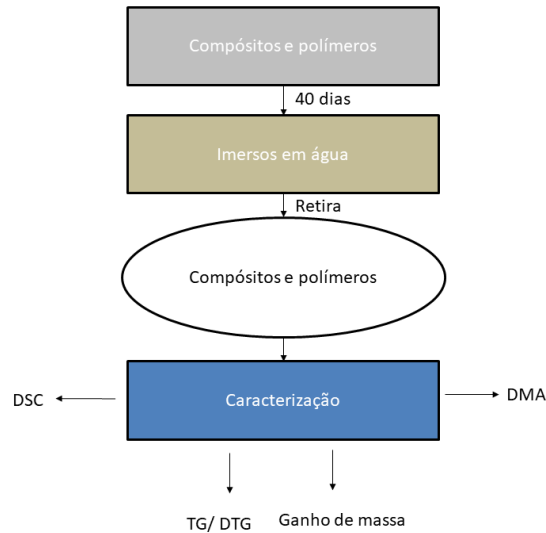 Compósitos e polímeros
40 dias
Imersos em água
Retira
Compósitos e polímeros
DSC
Caracterização
DMA
TG/ DTG
Ganho de massa